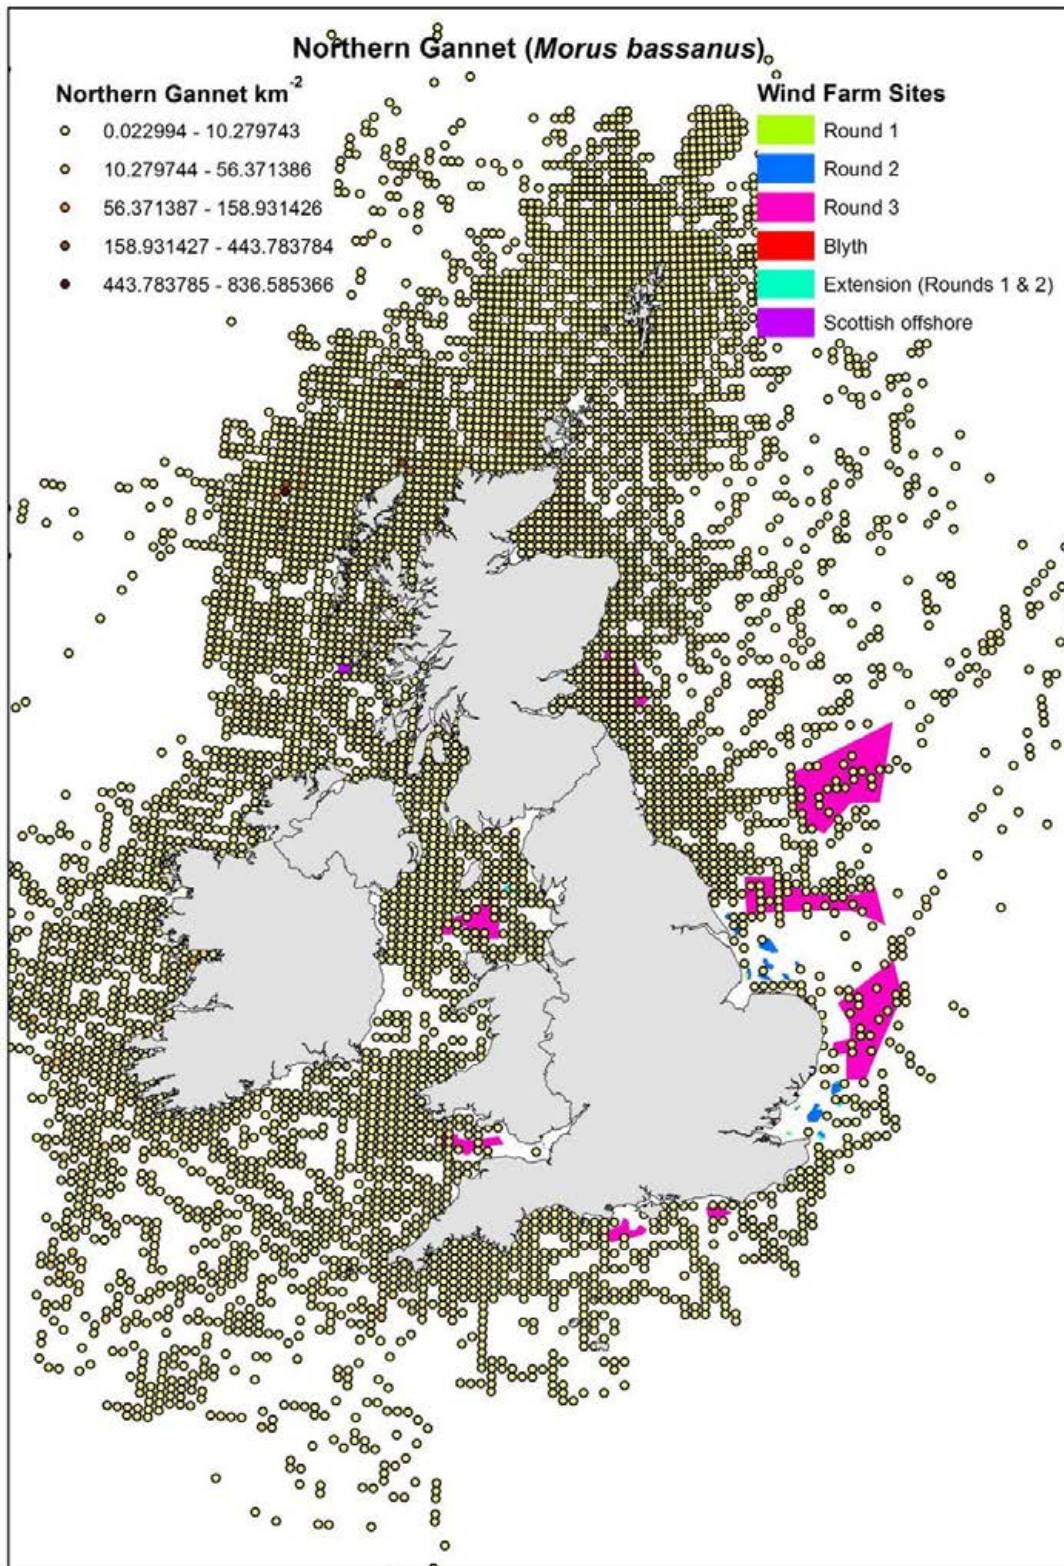 Northern Gannet (Morus bassanus)
Northern Gannet km-2
0.022994 - 10.279743
10.279744 - 56.371386
56.371387 - 158.931426
158.931427 - 443.783784
443.783785 - 836.585366
Wind Farm Sites
Round 1
Round 2
Round 3
Blyth
Extension (Rounds 1 & 2)
Scottish offshore